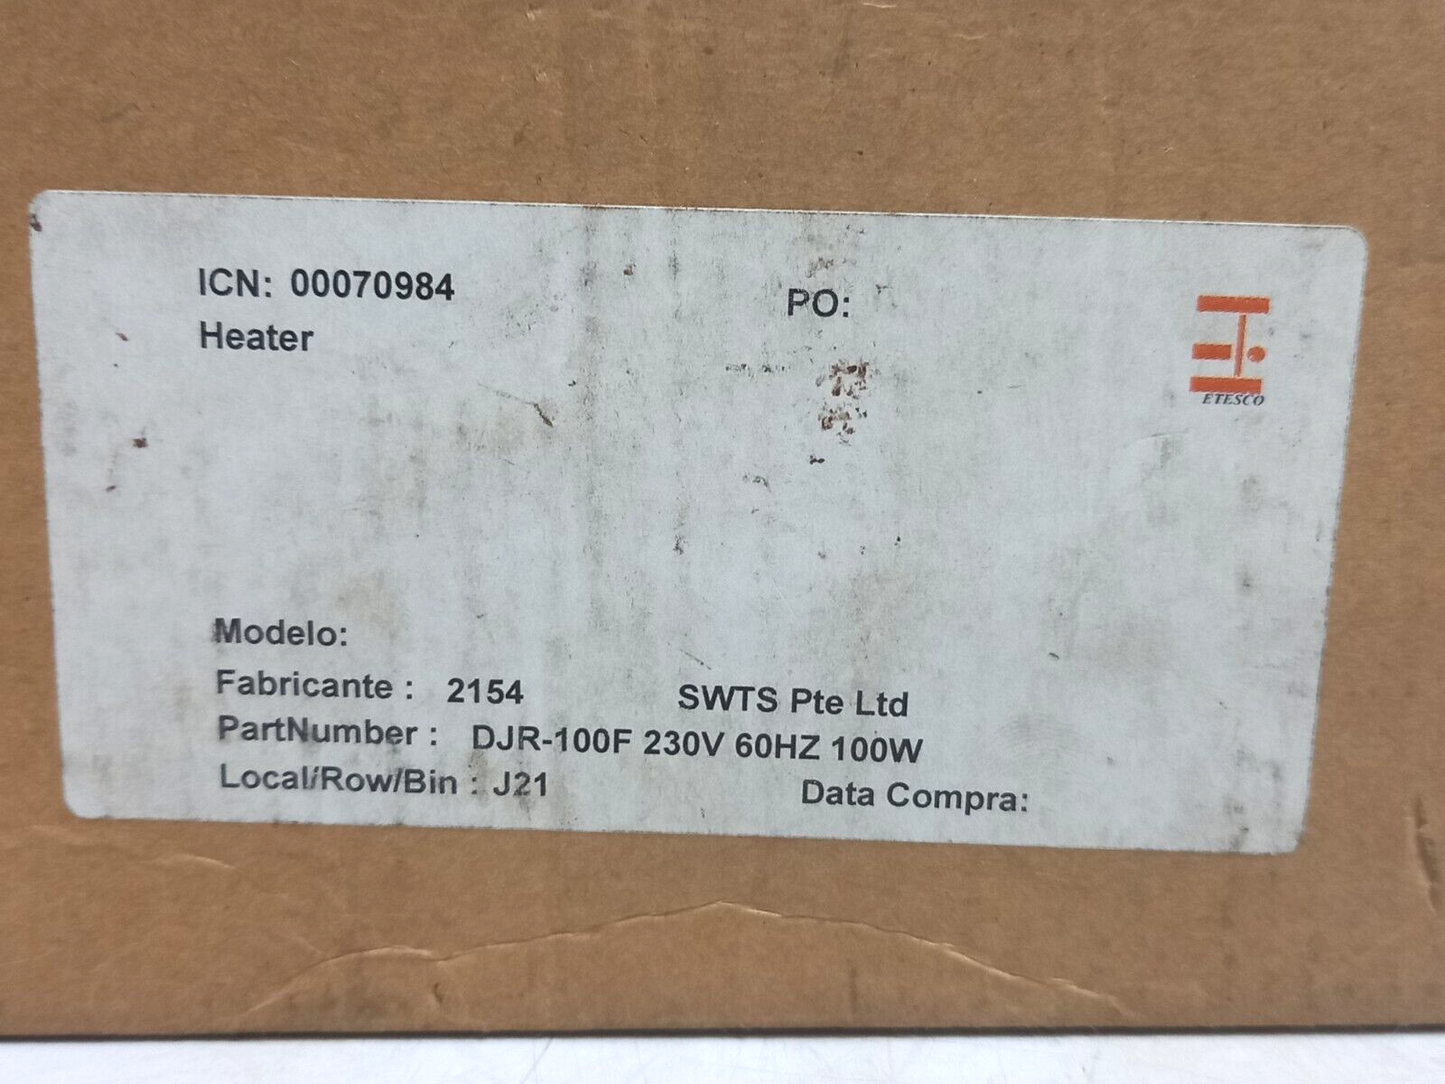 ICN: 00070984
PO:
Heater
ETESCO
Modelo:
Fabricante : 2154 SWTS Pte Ltd
PartNumber : DJR-100F 230V 60HZ 100W
Local/Row/Bin : J21 Data Compra: